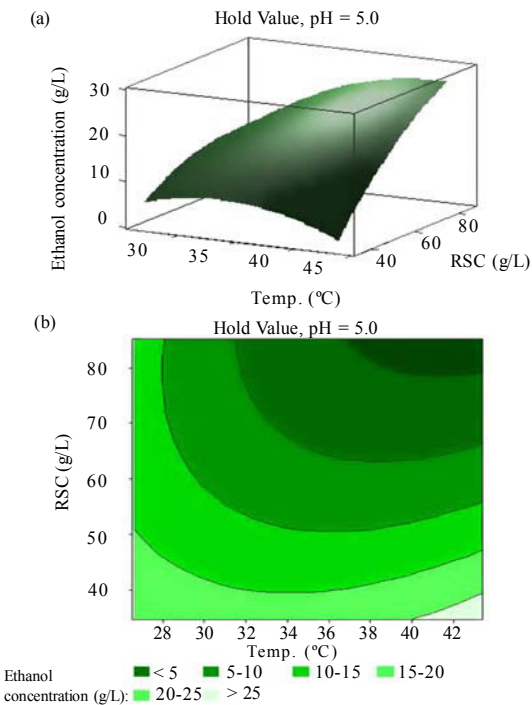 (a)
Hold Value, pH = 5.0
Ethanol concentration (g/L)
30
20
10
0
30
35
40
45
Temp. (ºC)
40
60
80
RSC (g/L)
(b)
Hold Value, pH = 5.0
RSC (g/L)
80
70
60
50
40
28 30 32 34 36 38 40 42
Temp. (ºC)
Ethanol
concentration (g/L):
< 5 5-10 10-15 15-20
20-25 > 25